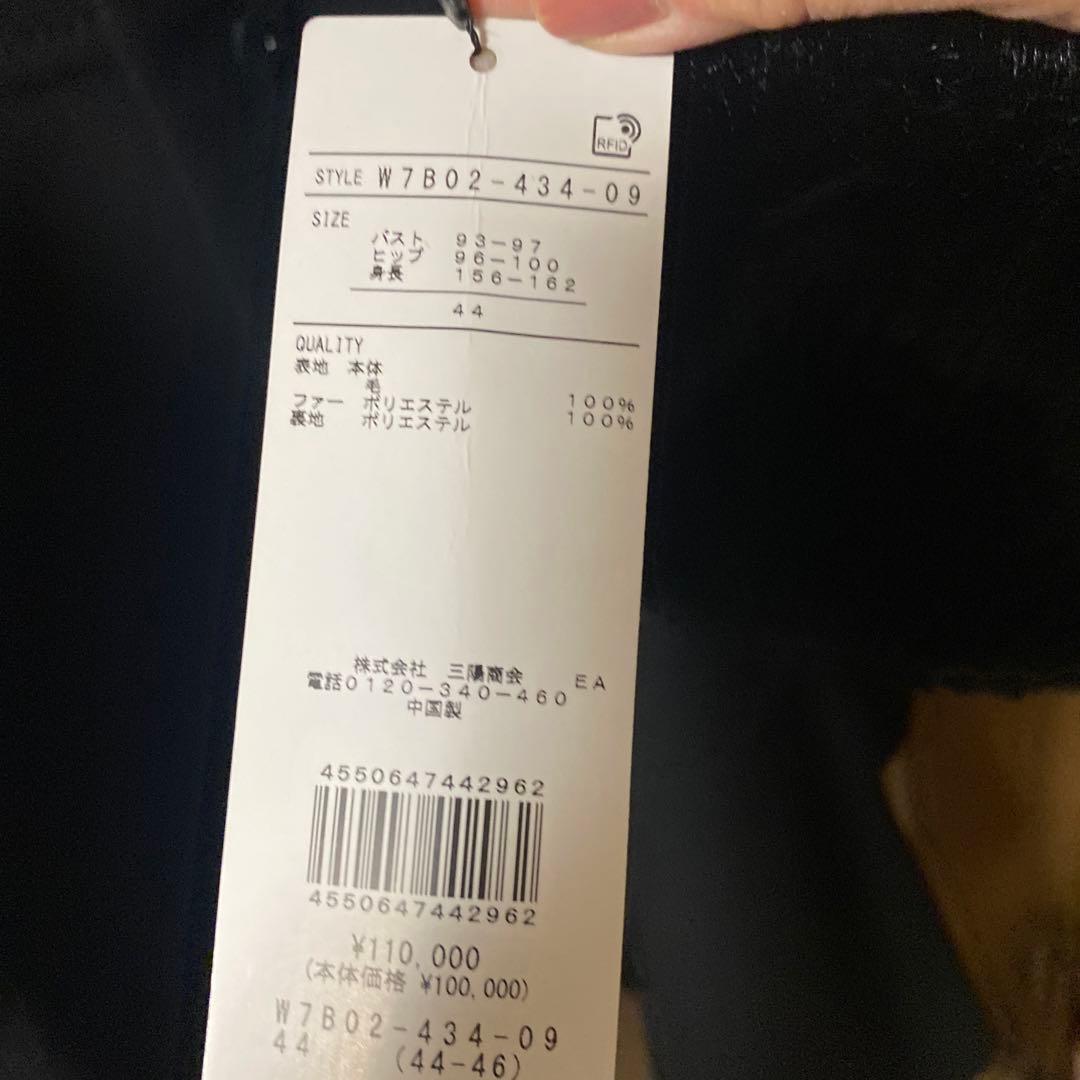 RFID
STYLE W7B02-434-09
SIZE
バスト 93-97
ヒップ 96-100
身長 156-162
44
QUALITY
表地 本体
毛
ファー ポリエステル 100%
裏地 ポリエステル 100%
株式会社 三陽商会 EA
電話0120-340-460
中国製
4550647442962
4550647442962
¥110,000
(本体価格 ¥100,000)
W7B02-434-09
44 (44-46)